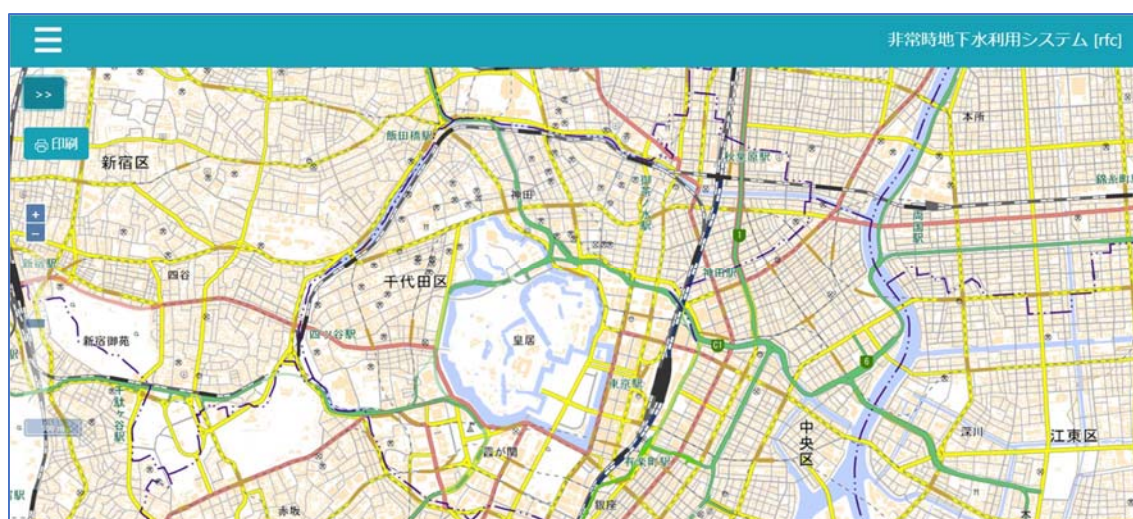 非常時地下水利用システム [rfc]
>>
印刷
+
−
新宿区
飯田橋駅
秋葉原駅
本所
錦糸町駅
御茶ノ水駅
神田
両国駅
1
新宿駅
四谷
千代田区
神田駅
四ツ谷駅
新宿御苑
皇居
C1
6
東京駅
千駄ケ谷駅
中央区
深川
江東区
霞が関
有楽町駅
銀座
赤坂